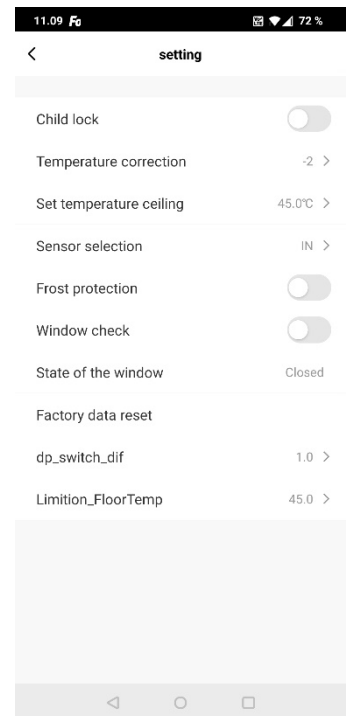 11.09 Fa 72 %
setting
Child lock
Temperature correction -2
Set temperature ceiling 45.0℃
Sensor selection IN
Frost protection
Window check
State of the window Closed
Factory data reset
dp_switch_dif 1.0
Limition_FloorTemp 45.0